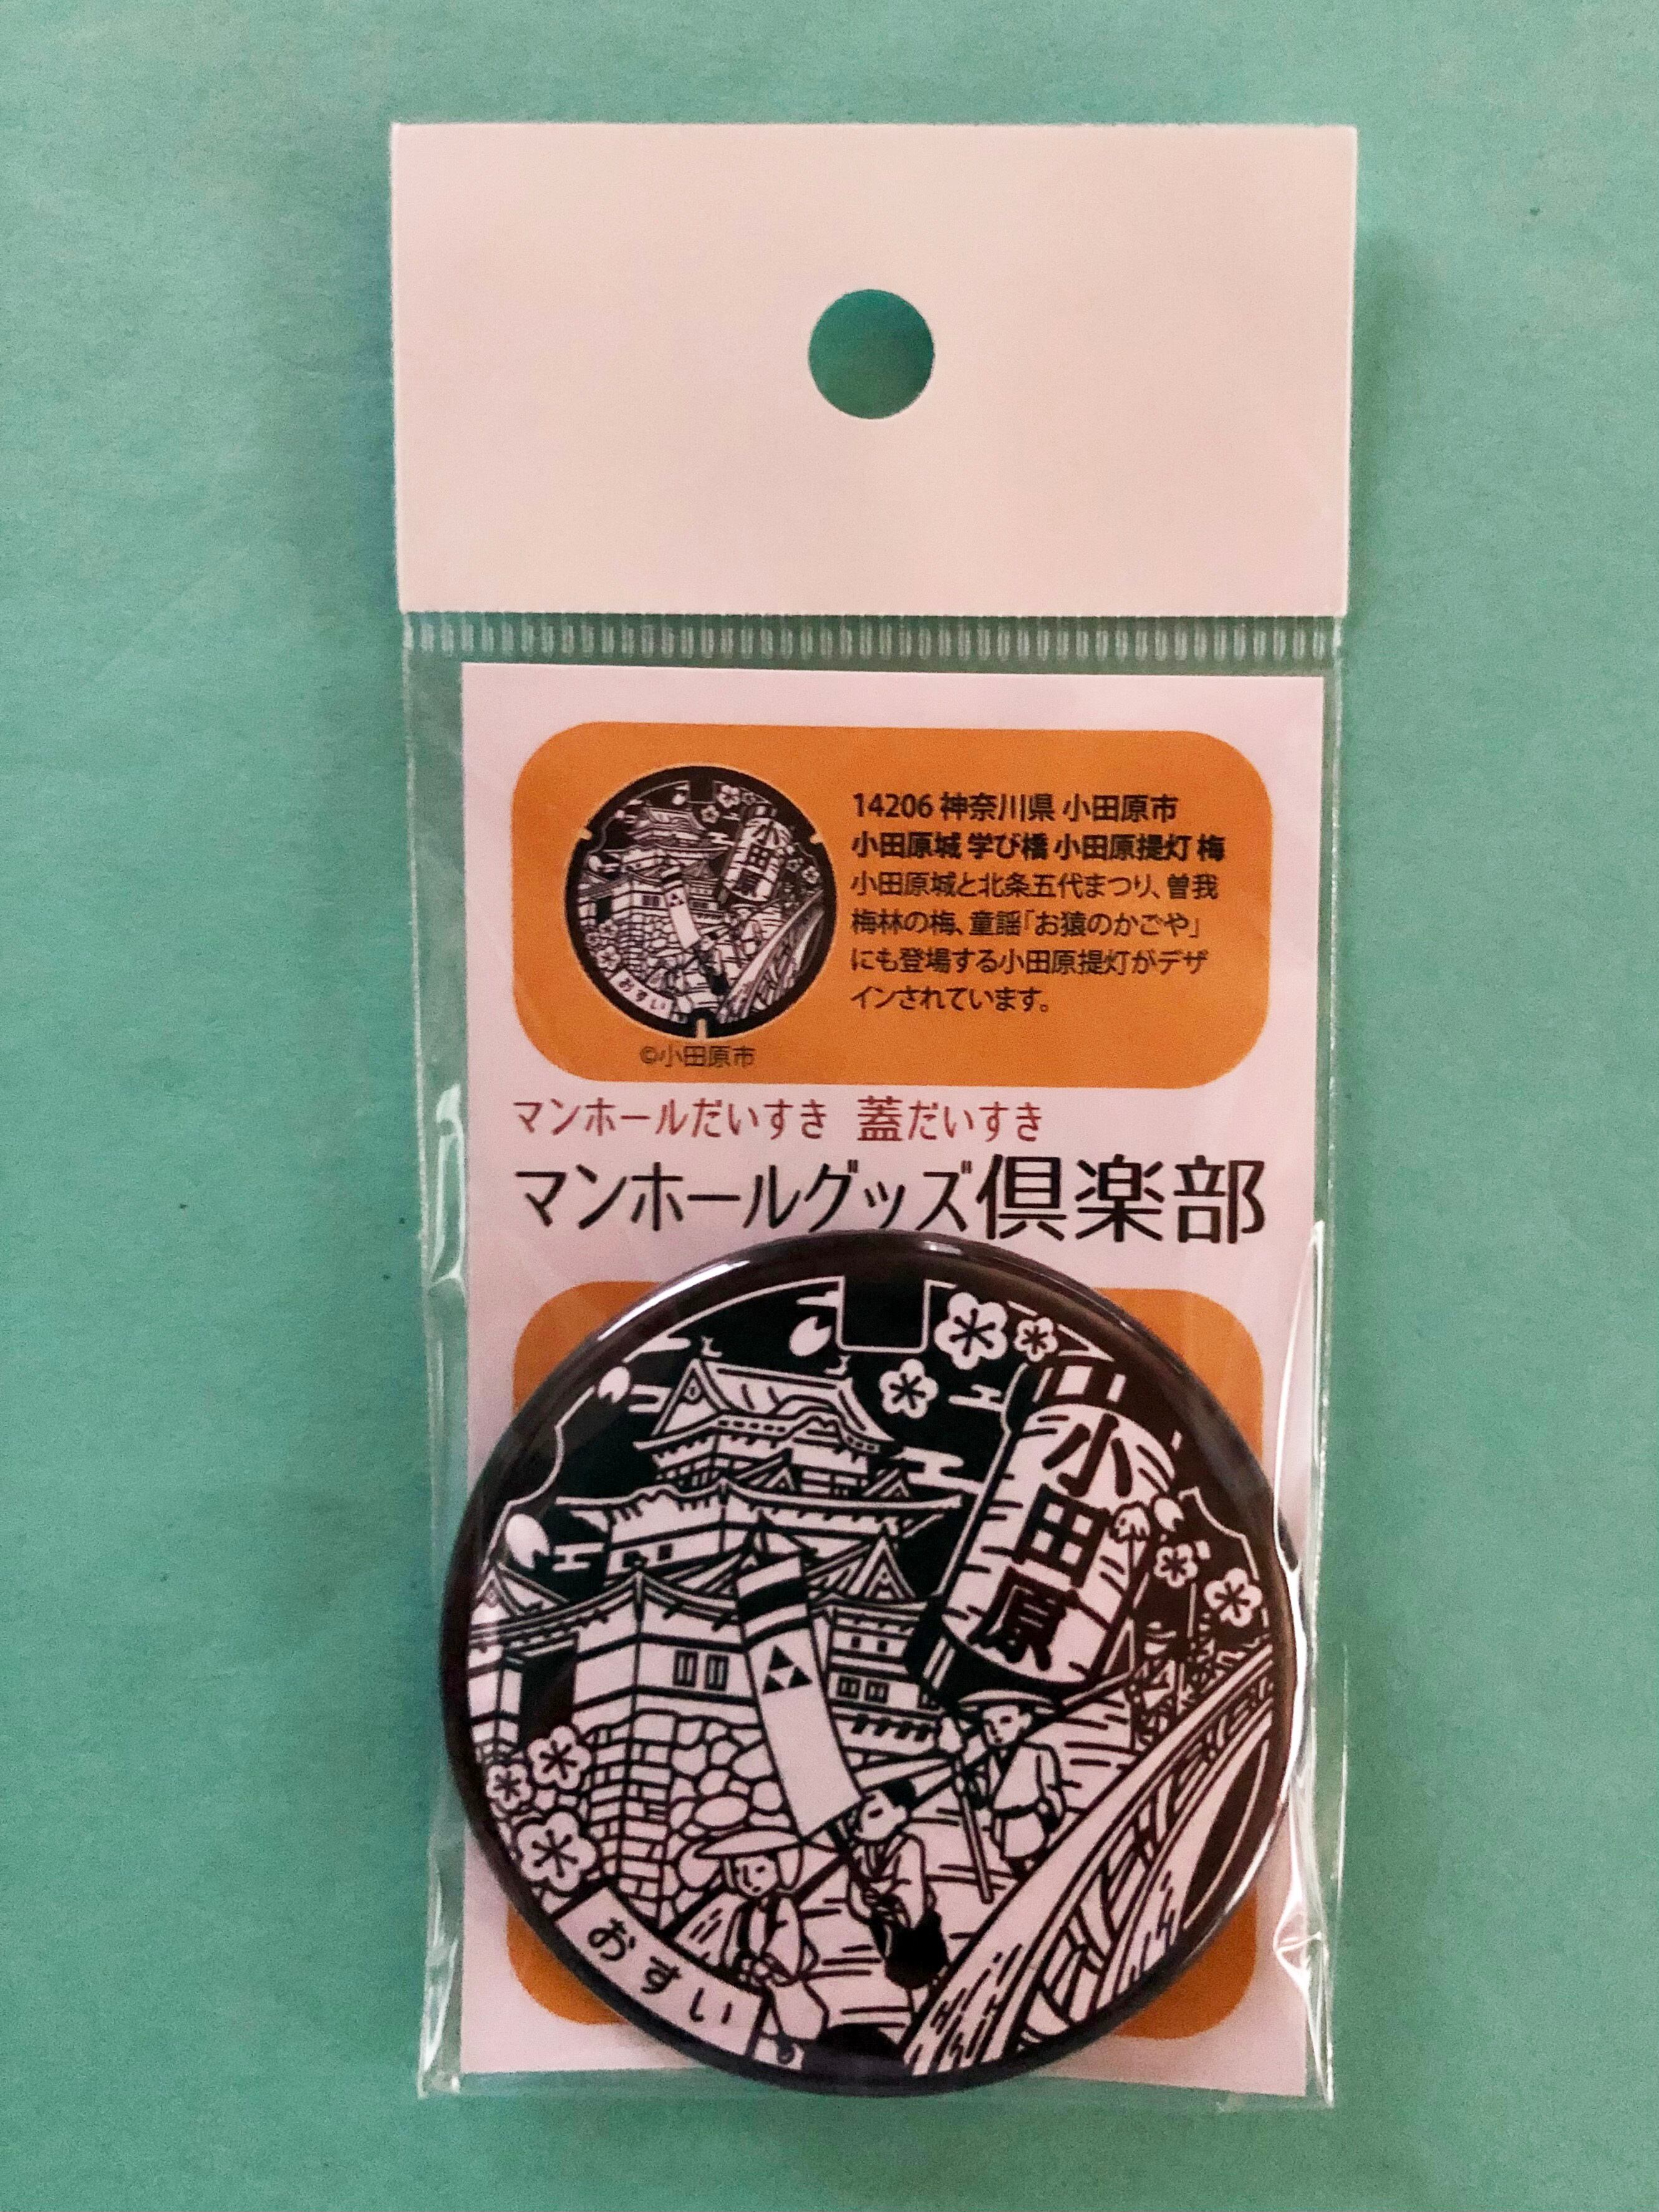 14206 神奈川県 小田原市
小田原城 学び橋 小田原提灯 梅
小田原城と北条五代まつり、曽我
梅林の梅、童謡「お猿のかごや」
にも登場する小田原提灯がデザ
インされています。
小田原
おすい
©小田原市
マンホールだいすき 蓋だいすき
マンホールグッズ倶楽部
小田原
おすい